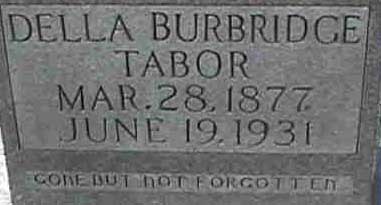 DELLA BURBRIDGE
TABOR
MAR. 28. 1877
JUNE 19. 1931
GONE BUT NOT FORGOTTEN